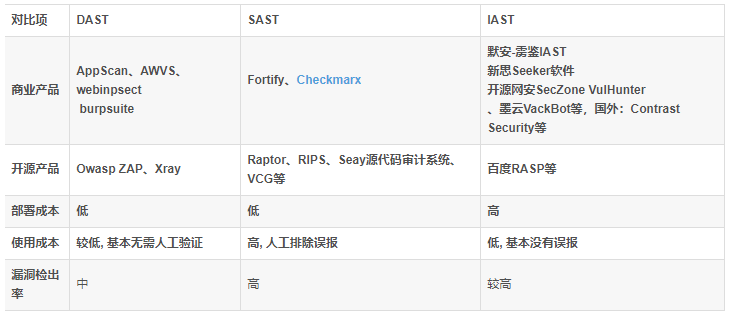 对比项 DAST SAST IAST
商业产品
AppScan、AWVS、
webinpsect
burpsuite
Fortify、Checkmarx
默安-雳鉴IAST
新思Seeker软件
开源网安SecZone VulHunter
、墨云VackBot等，国外：Contrast
Security等
开源产品
Owasp ZAP、Xray
Raptor、RIPS、Seay源代码审计系统、
VCG等
百度RASP等
部署成本 低 低 高
使用成本 较低, 基本无需人工验证 高, 人工排除误报 低, 基本没有误报
漏洞检出
率
中 高 较高